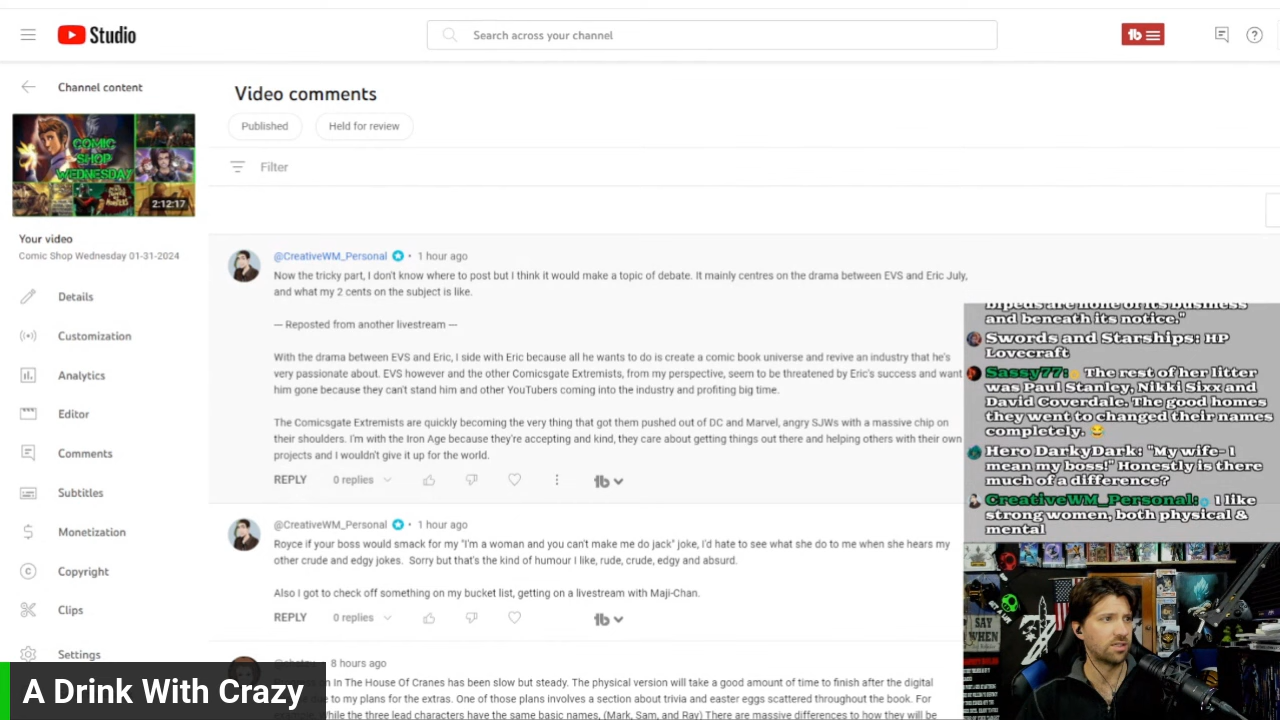 Studio
Search across your channel
Channel content
COMIC
SHOP
WEDNESDAY
2:12:17
Your video
Comic Shop Wednesday 01-31-2024
Details
Customization
Analytics
Editor
Comments
Subtitles
Monetization
Copyright
Clips
Settings
Video comments
Published
Held for review
Filter
@CreativeWM_Personal • 1 hour ago
Now the tricky part, I don't know where to post but I think it would make a topic of debate. It mainly centres on the drama between EVS and Eric July,
and what my 2 cents on the subject is like.
— Reposted from another livestream —
With the drama between EVS and Eric, I side with Eric because all he wants to do is create a comic book universe and revive an industry that he's
very passionate about. EVS however and the other Comicsgate Extremists, from my perspective, seem to be threatened by Eric's success and want
him gone because they can't stand him and other YouTubers coming into the industry and profiting big time.
The Comicsgate Extremists are quickly becoming the very thing that got them pushed out of DC and Marvel, angry SJWs with a massive chip on
their shoulders. I'm with the Iron Age because they're accepting and kind, they care about getting things out there and helping others with their own
projects and I wouldn't give it up for the world.
REPLY 0 replies
@CreativeWM_Personal • 1 hour ago
Royce if your boss would smack for my "I'm a woman and you can't make me do jack" joke, I'd hate to see what she do to me when she hears my
other crude and edgy jokes. Sorry but that's the kind of humour I like, rude, crude, edgy and absurd.
Also I got to check off something on my bucket list, getting on a livestream with Maji-Chan.
REPLY 0 replies
8 hours ago
on In The House Of Cranes has been slow but steady. The physical version will take a good amount of time to finish after the digital
to my plans for the extras. One of those plans involves a section about trivia and easter eggs scattered throughout the book. For
While the three lead characters have the same basic names, (Mark, Sam, and Ray) There are massive differences to how they will be
bipeds are none of its business
and beneath its notice."
Swords and Starships: HP
Lovecraft
Sassy77: The rest of her litter
was Paul Stanley, Nikki Sixx and
David Coverdale. The good homes
they went to changed their names
completely. 😂
Hero DarkyDark: "My wife- I
mean my boss!" Honestly is there
much of a difference?
CreativeWM_Personal: I like
strong women, both physical &
mental
SAY
WHEN
A Drink With Crazy